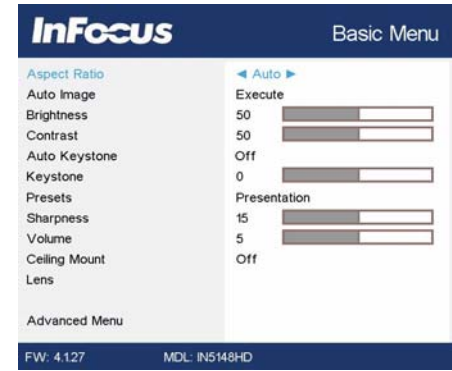 InFocus Basic Menu
Aspect Ratio ◄ Auto ►
Auto Image Execute
Brightness 50
Contrast 50
Auto Keystone Off
Keystone 0
Presets Presentation
Sharpness 15
Volume 5
Ceiling Mount Off
Lens
Advanced Menu
FW: 4.1.27 MDL: IN5148HD